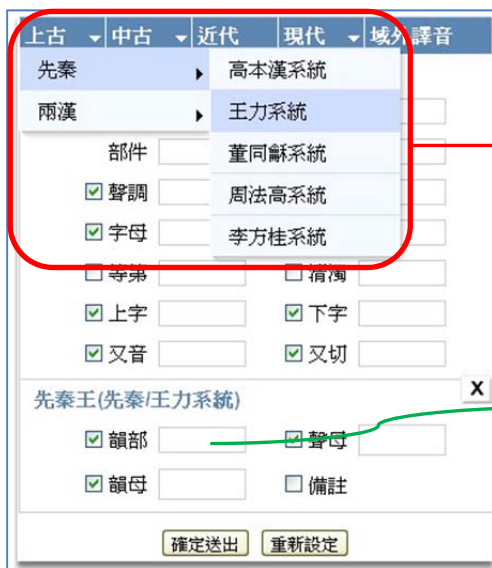 上古 中古 近代 現代 域外譯音
先秦 高本漢系統
兩漢 王力系統
部件 董同龢系統
聲調 周法高系統
字母 李方桂系統
等第 清濁
上字 下字
又音 又切
X
先秦王(先秦/王力系統)
韻部 聲母
韻母 備註
確定送出 重新設定